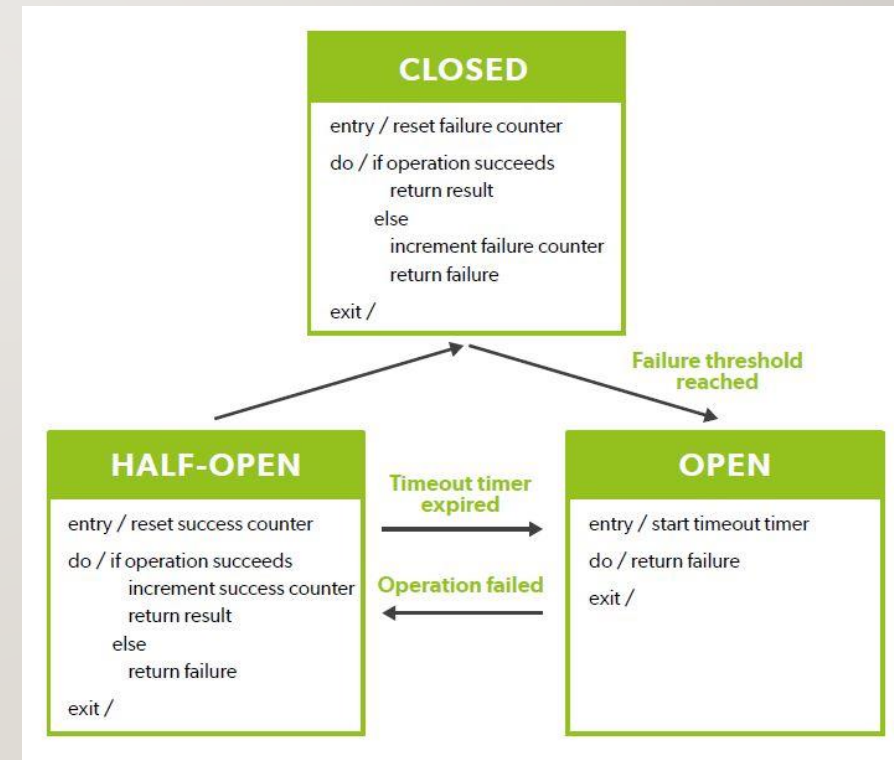 CLOSED
entry / reset failure counter
do / if operation succeeds
return result
else
increment failure counter
return failure
exit /
Failure threshold
reached
HALF-OPEN
entry / reset success counter
do / if operation succeeds
increment success counter
return result
else
return failure
exit /
Timeout timer
expired
Operation failed
OPEN
entry / start timeout timer
do / return failure
exit /